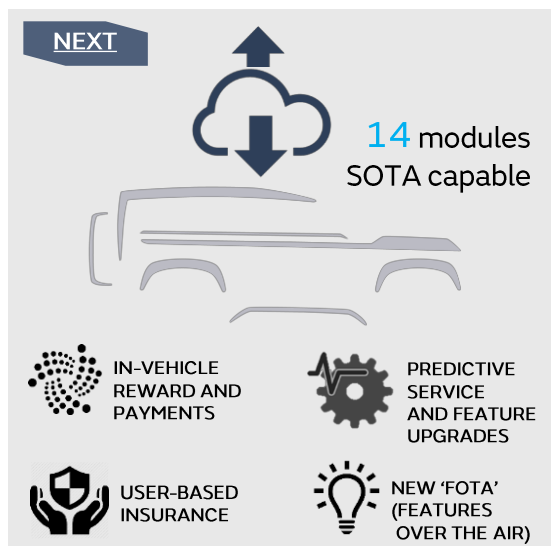 NEXT
14 modules
SOTA capable
IN-VEHICLE
REWARD AND
PAYMENTS
PREDICTIVE
SERVICE
AND FEATURE
UPGRADES
USER-BASED
INSURANCE
NEW ‘FOTA’
(FEATURES
OVER THE AIR)